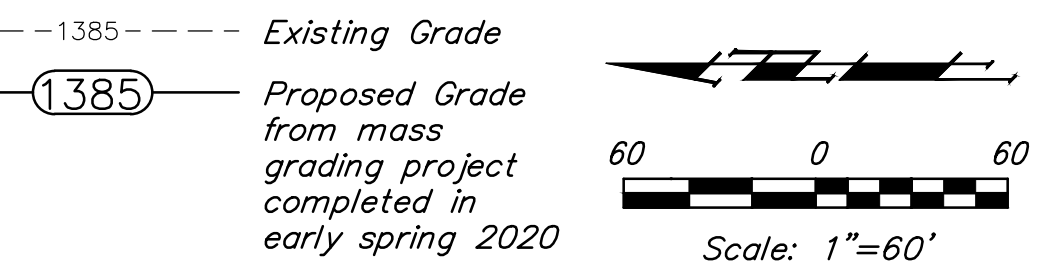 1385
Existing Grade
1385
Proposed Grade
from mass
grading project
completed in
early spring 2020
60 0 60
Scale: 1"=60'